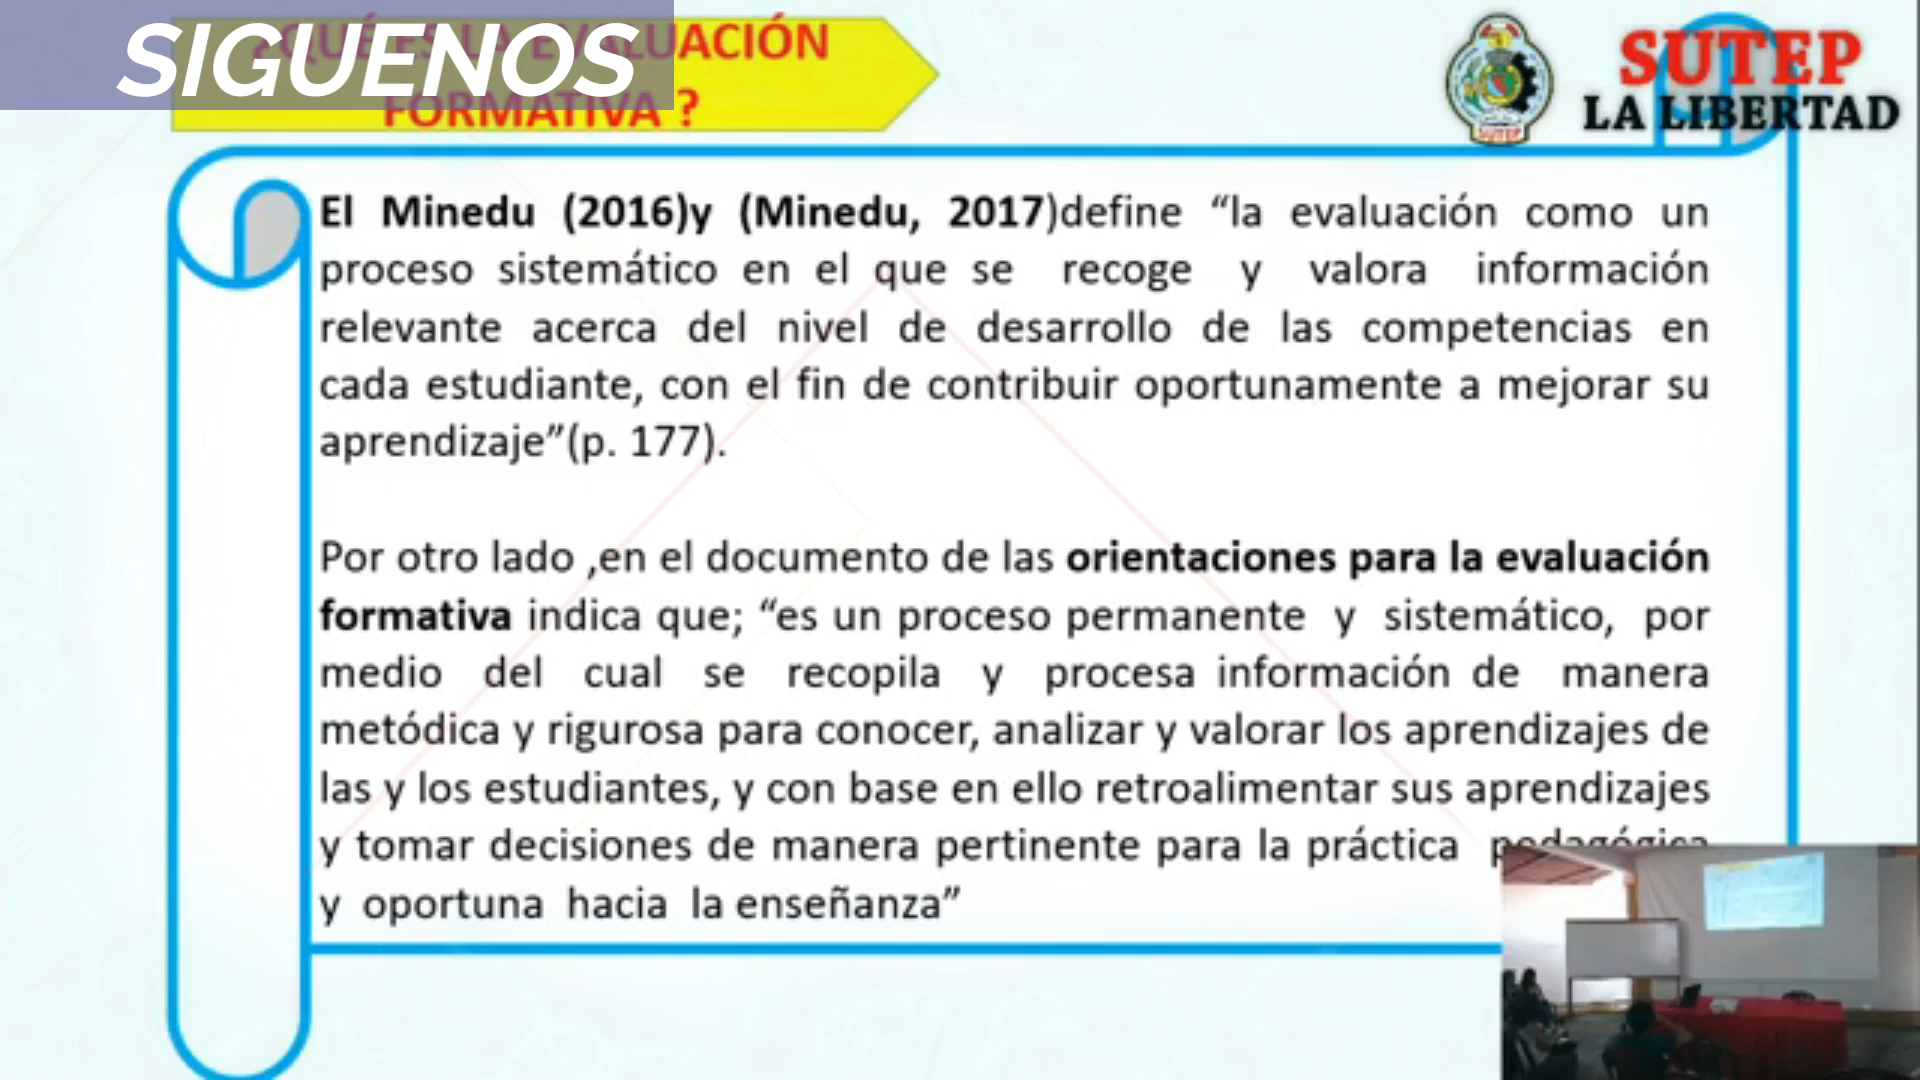 SIGUENOS
¿QUÉ ES LA EVALUACIÓN
FORMATIVA ?
SUTEP
SUTEP
LA LIBERTAD
El Minedu (2016)y (Minedu, 2017)define “la evaluación como un
proceso sistemático en el que se recoge y valora información
relevante acerca del nivel de desarrollo de las competencias en
cada estudiante, con el fin de contribuir oportunamente a mejorar su
aprendizaje”(p. 177).
Por otro lado ,en el documento de las orientaciones para la evaluación
formativa indica que; “es un proceso permanente y sistemático, por
medio del cual se recopila y procesa información de manera
metódica y rigurosa para conocer, analizar y valorar los aprendizajes de
las y los estudiantes, y con base en ello retroalimentar sus aprendizajes
y tomar decisiones de manera pertinente para la práctica pedagógica
y oportuna hacia la enseñanza”